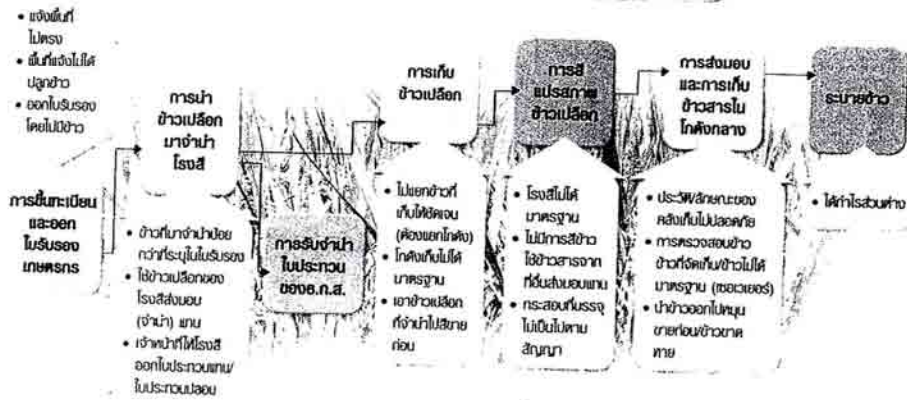 • แจ้งพื้นที่
ไม่ตรง
• พื้นที่แจ้งไม่ได้
ปลูกข้าว
• ออกใบรับรอง
โดยไม่มีข้าว
การขึ้นทะเบียน
และออก
ใบรับรอง
เกษตรกร
การนำ
ข้าวเปลือก
มาจำนำ
โรงสี
• ข้าวที่มาจำนำน้อย
กว่าที่ระบุในใบรับรอง
• ใช้ข้าวเปลือกของ
โรงสีส่งมอบ
(จำนำ) แทน
• เจ้าหน้าที่ให้โรงสี
ออกใบประทวนแทน/
ใบประทวนปลอม
การรับจำนำ
ใบประทวน
ของธ.ก.ส.
การเก็บ
ข้าวเปลือก
• ไม่แยกข้าวที่
เก็บให้ชัดเจน
(ต้องแยกโกดัง)
• โกดังเก็บไม่ได้
มาตรฐาน
• เอาข้าวเปลือก
ที่จำนำไปสีขาย
ก่อน
การสี
แปรสภาพ
ข้าวเปลือก
• โรงสีไม่ได้
มาตรฐาน
• ไม่มีการสีข้าว
ใช้ข้าวสารจาก
ที่อื่นส่งมอบแทน
• กระสอบที่บรรจุ
ไม่เป็นไปตาม
สัญญา
การส่งมอบ
และการเก็บ
ข้าวสารใน
โกดังกลาง
• ประวัติ/ลักษณะของ
คลังเก็บไม่ปลอดภัย
• การตรวจสอบข้าว
ข้าวที่จัดเก็บ/ข้าวไม่ได้
มาตรฐาน (เซอเวเยอร์)
• นำข้าวออกไปหมุน
ขายก่อน/ข้าวขาด
หาย
ระบายข้าว
• ได้กำไรส่วนต่าง